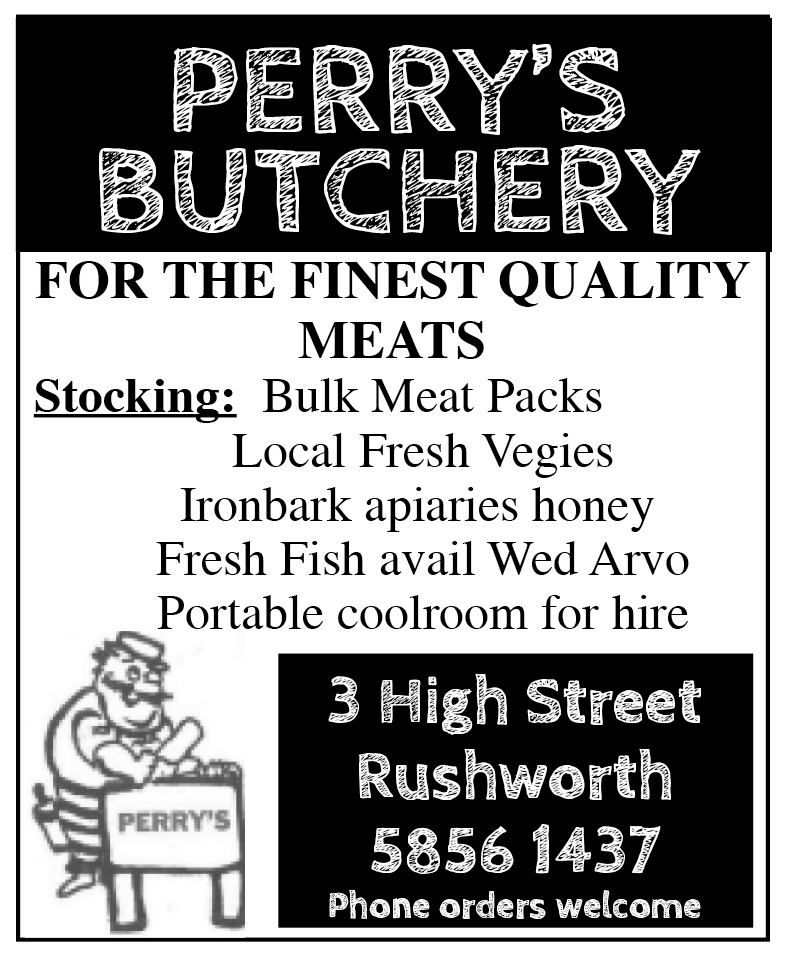 PERRY'S
BUTCHERY
FOR THE FINEST QUALITY
MEATS
Stocking: Bulk Meat Packs
Local Fresh Vegies
Ironbark apiaries honey
Fresh Fish avail Wed Arvo
Portable coolroom for hire
PERRY'S
3 High Street
Rushworth
5856 1437
Phone orders welcome